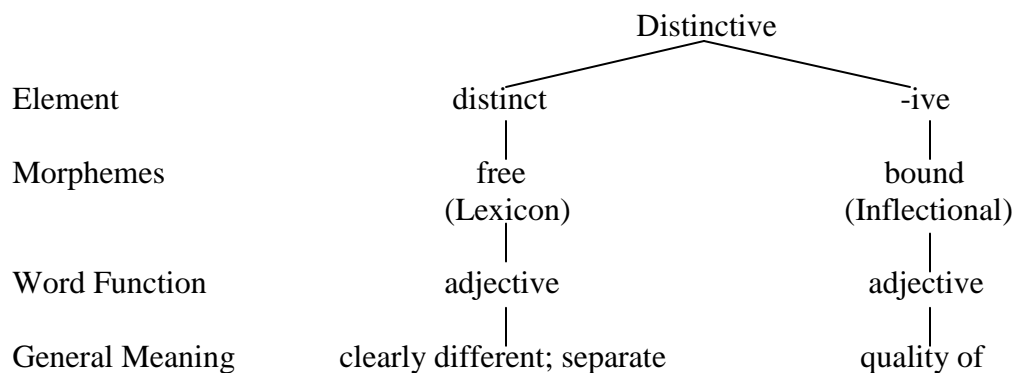 Distinctive
Element distinct -ive
Morphemes free bound
(Lexicon) (Inflectional)
Word Function adjective adjective
General Meaning clearly different; separate quality of